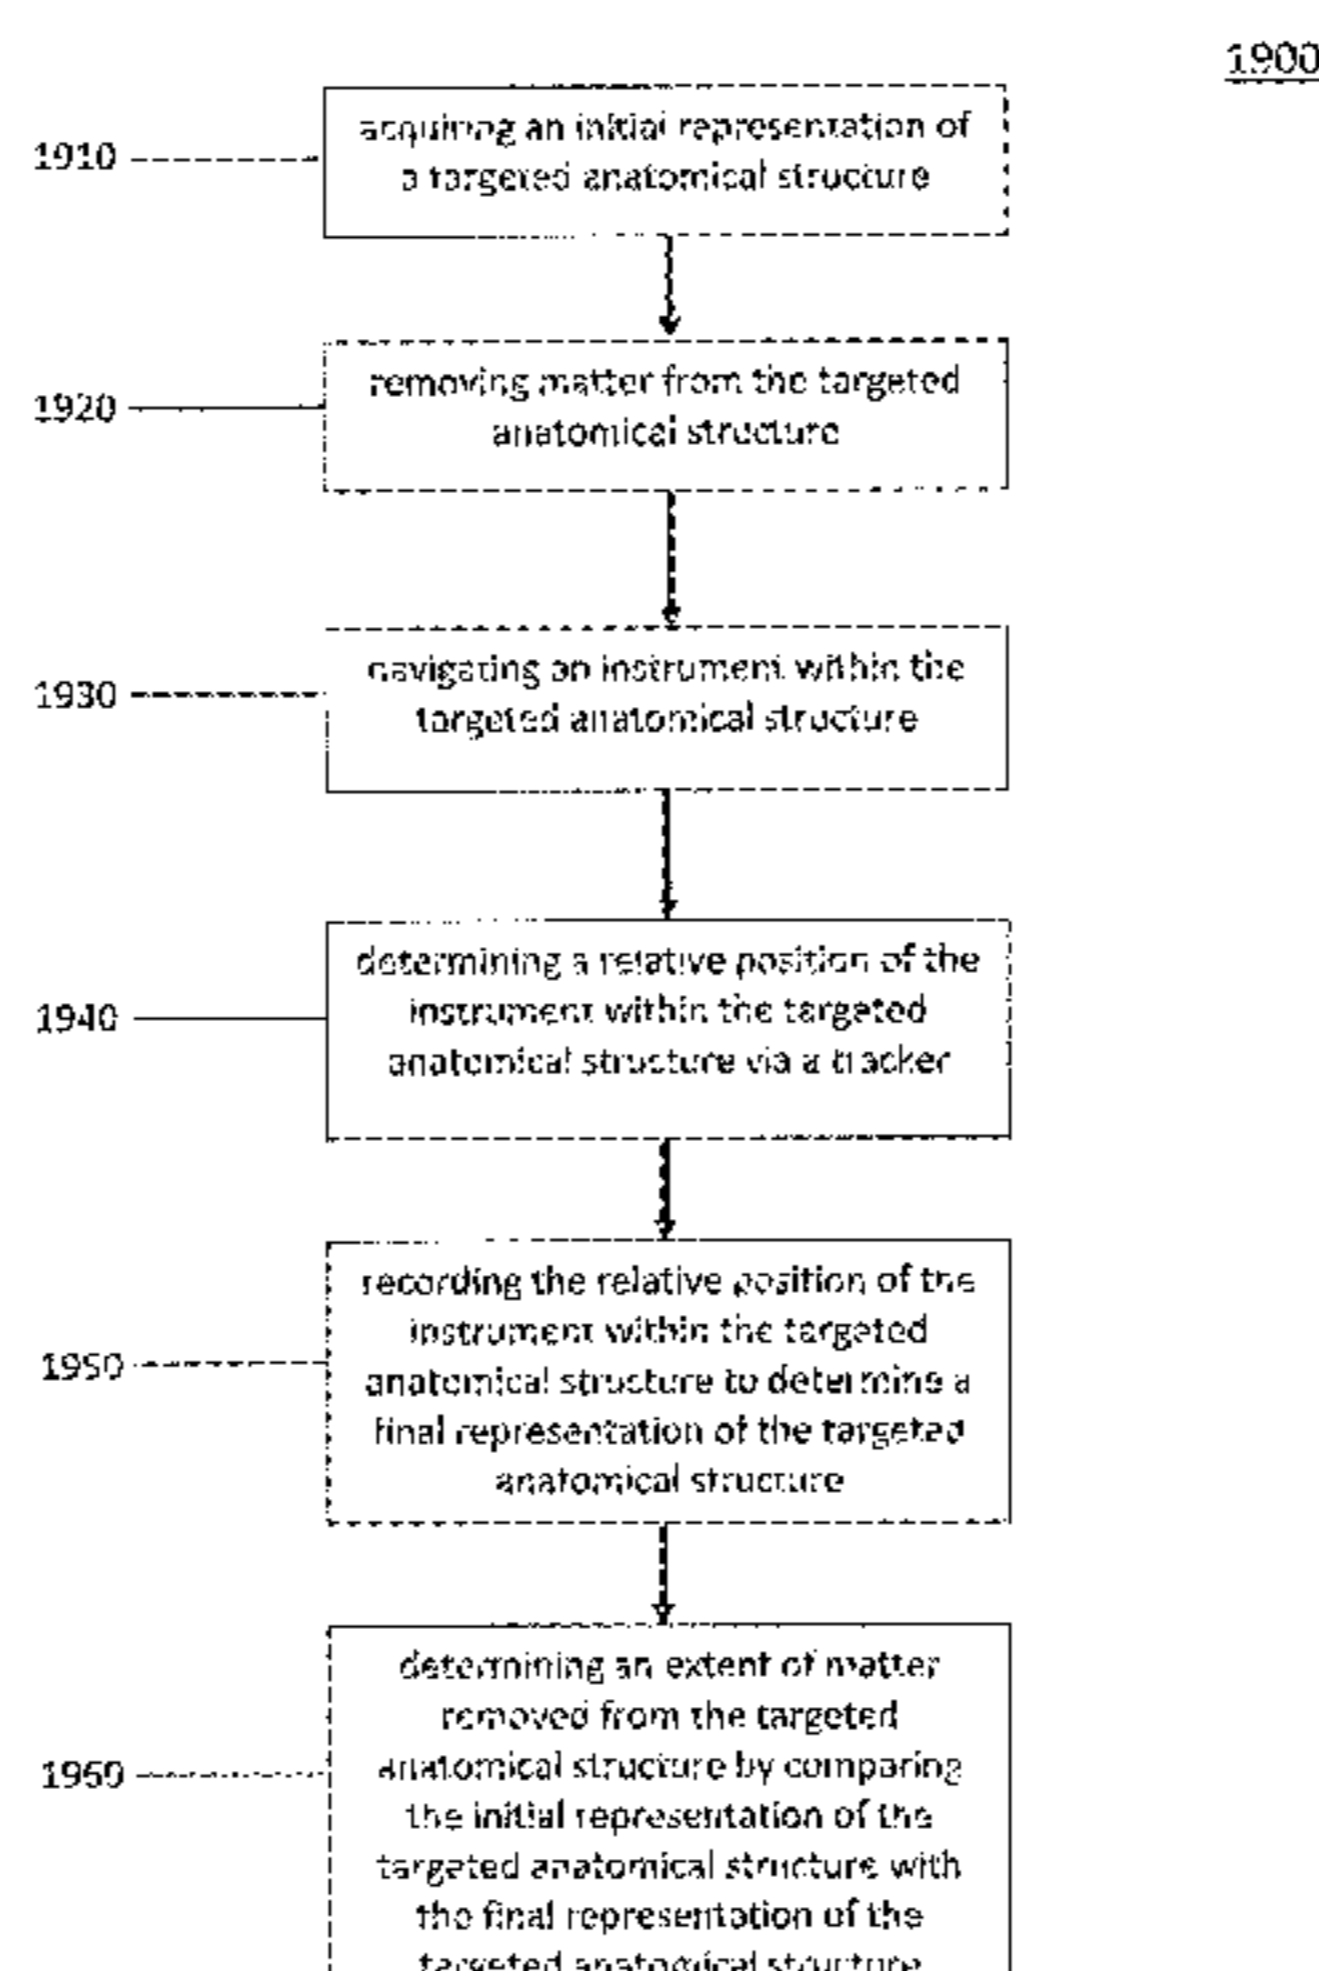 1900
1910
acquiring an initial representation of
a targeted anatomical structure
1920
removing matter from the targeted
anatomical structure
1930
navigating an instrument within the
targeted anatomical structure
1940
determining a relative position of the
instrument within the targeted
anatomical structure via a tracker
1950
recording the relative position of the
instrument within the targeted
anatomical structure to determine a
final representation of the targeted
anatomical structure
1960
determining an extent of matter
removed from the targeted
anatomical structure by comparing
the initial representation of the
targeted anatomical structure with
the final representation of the
targeted anatomical structure